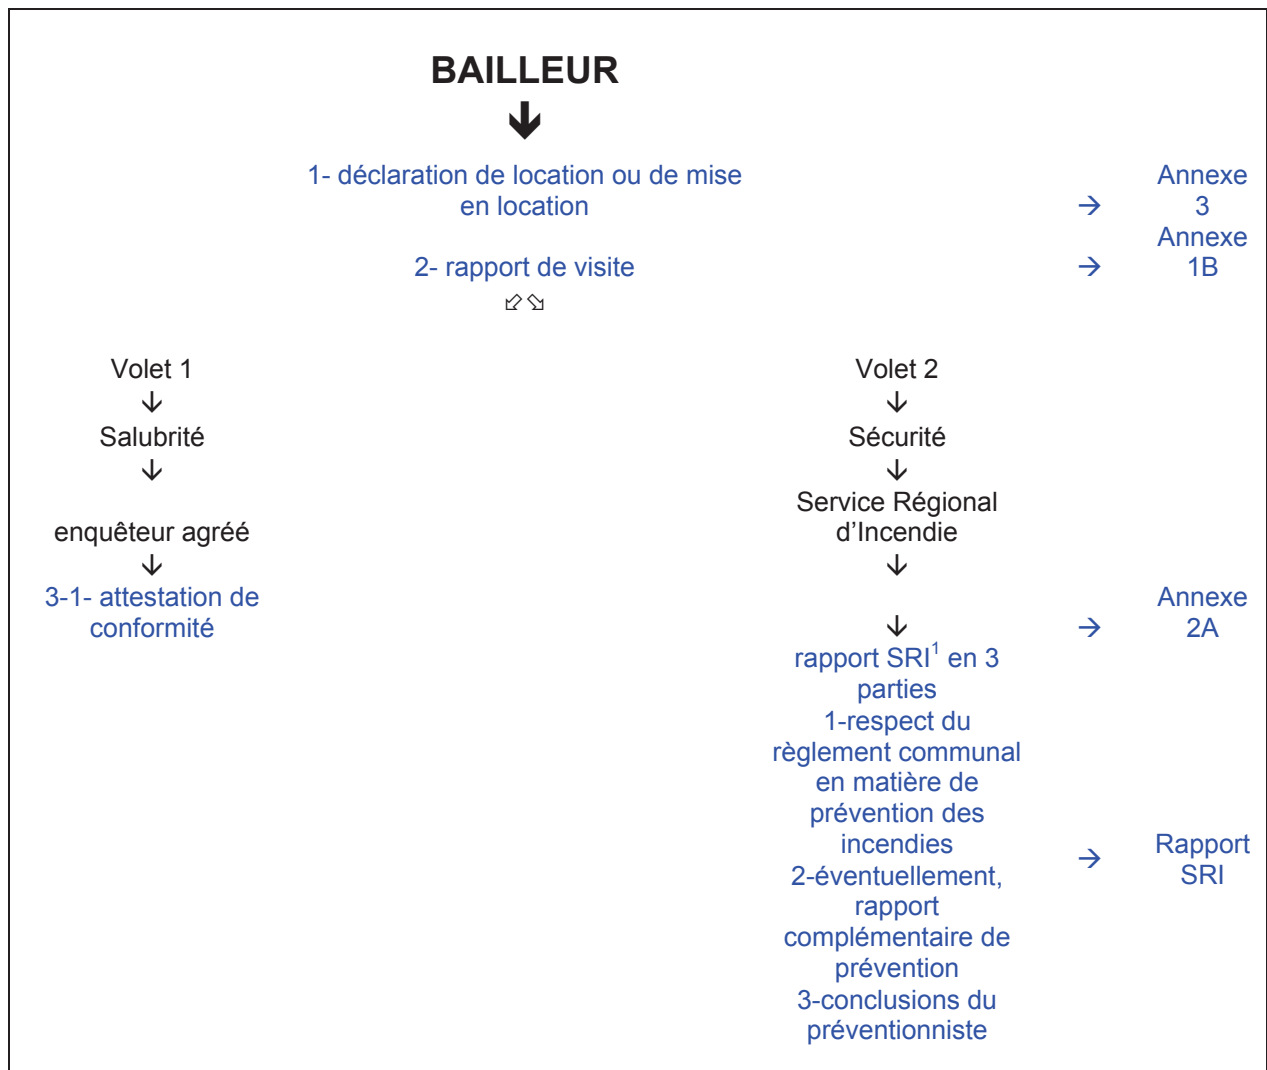 BAILLEUR
🡻
1- déclaration de location ou de mise
en location
→
Annexe
3
2- rapport de visite
→
Annexe
1B
⬃⬂
Volet 1
↓
Salubrité
↓
enquêteur agréé
↓
3-1- attestation de
conformité
Volet 2
↓
Sécurité
↓
Service Régional
d’Incendie
↓
↓
→
Annexe
2A
rapport SRI¹ en 3
parties
1-respect du
règlement communal
en matière de
prévention des
incendies
2-éventuellement,
rapport
complémentaire de
prévention
3-conclusions du
préventionniste
→
Rapport
SRI